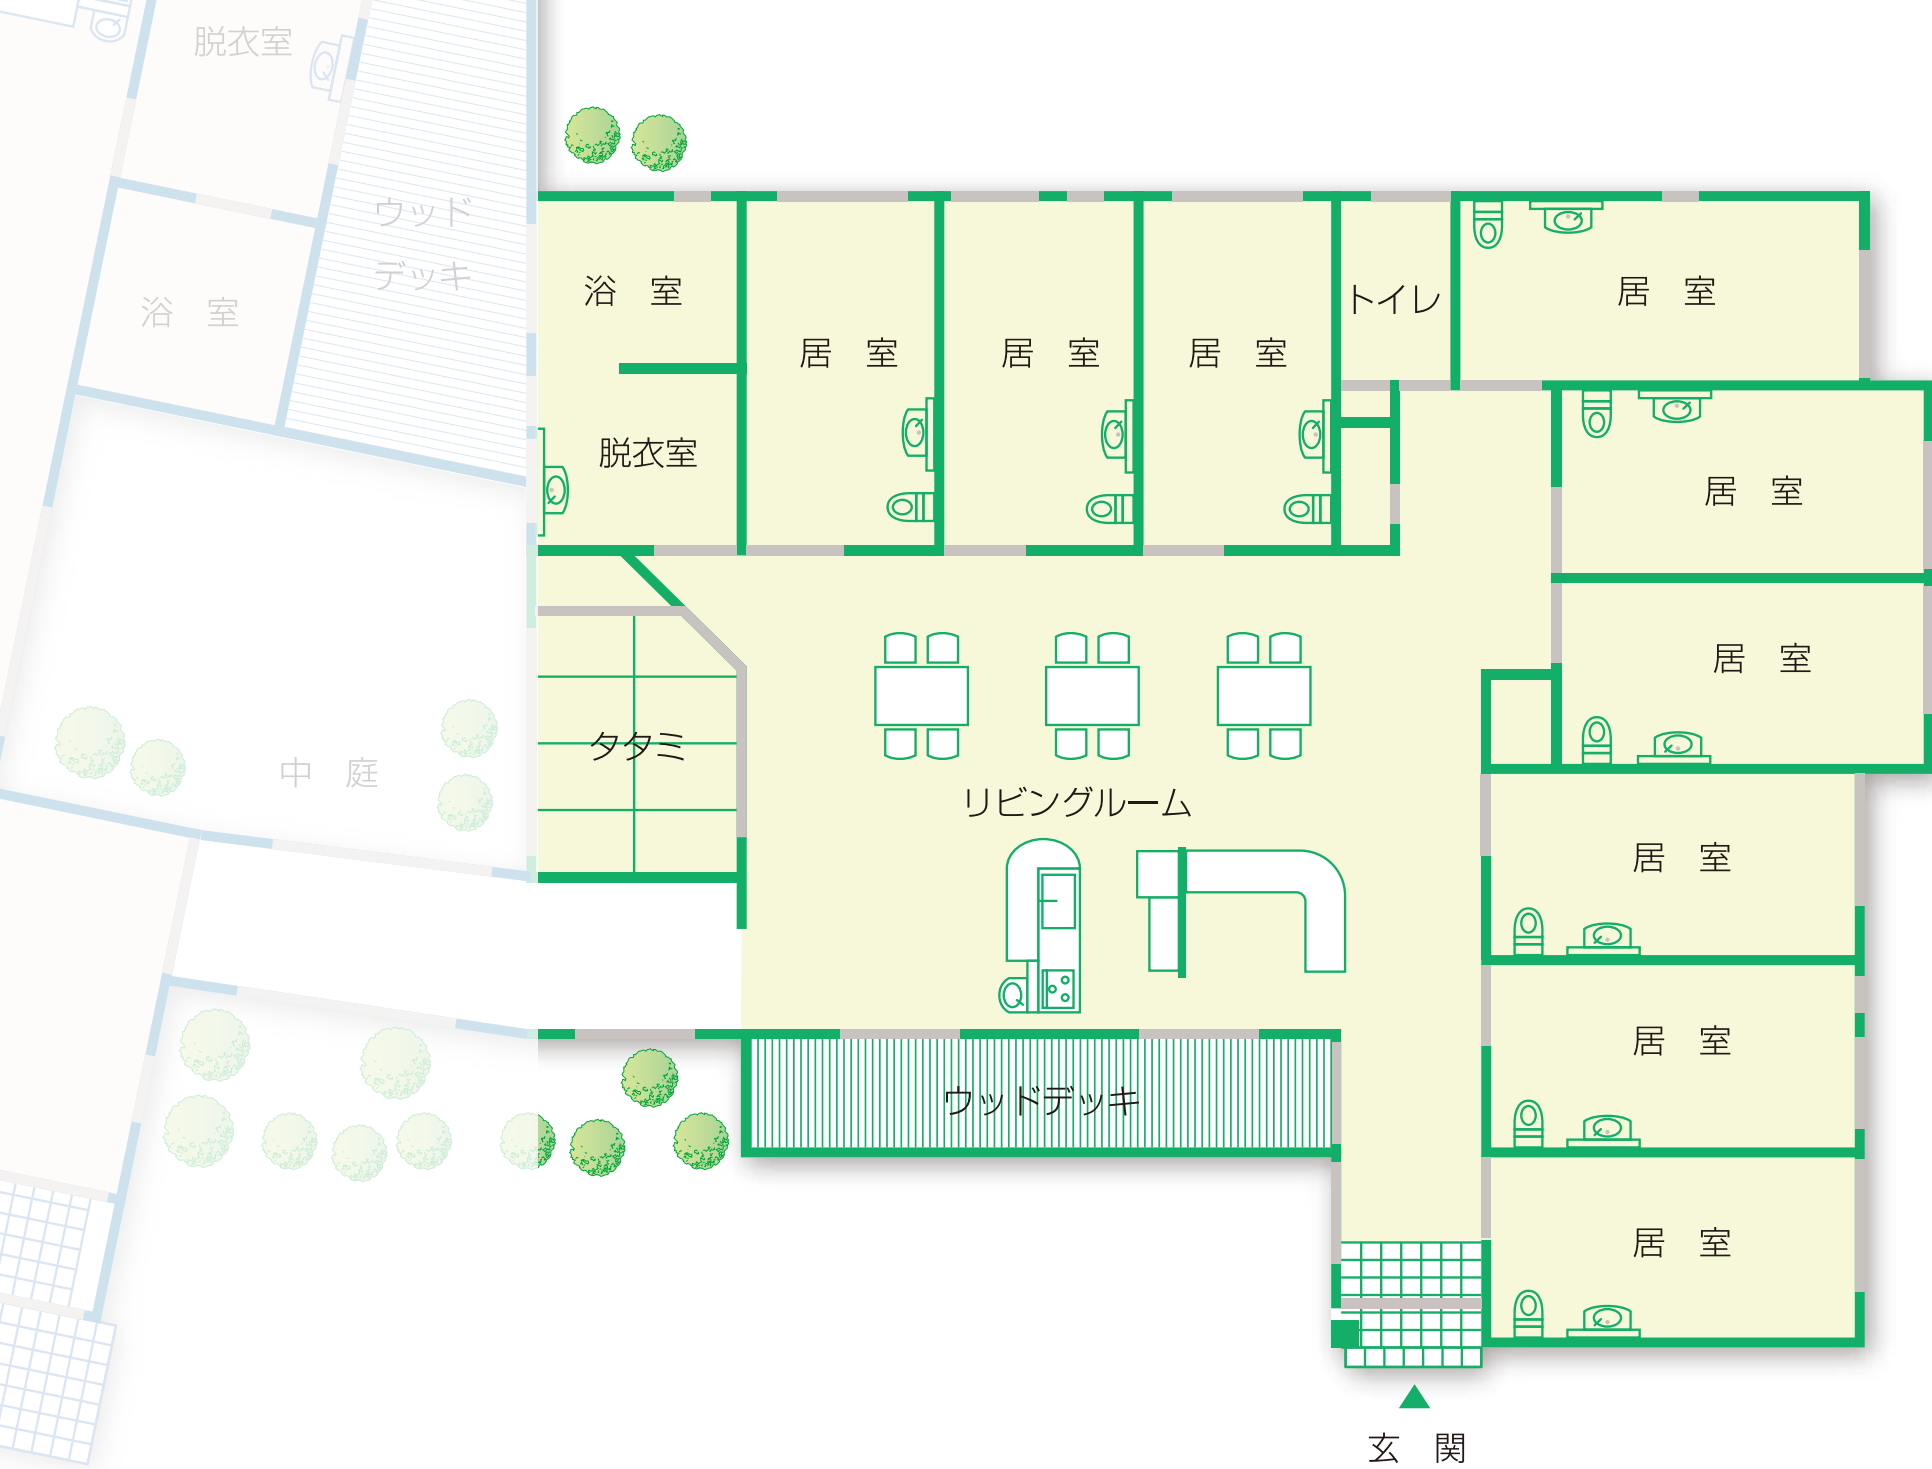 脱衣室
ウッド
デッキ
浴　室
中　庭
浴　室
脱衣室
居　室
居　室
居　室
トイレ
居　室
居　室
居　室
タタミ
リビングルーム
居　室
居　室
居　室
ウッドデッキ
玄　関